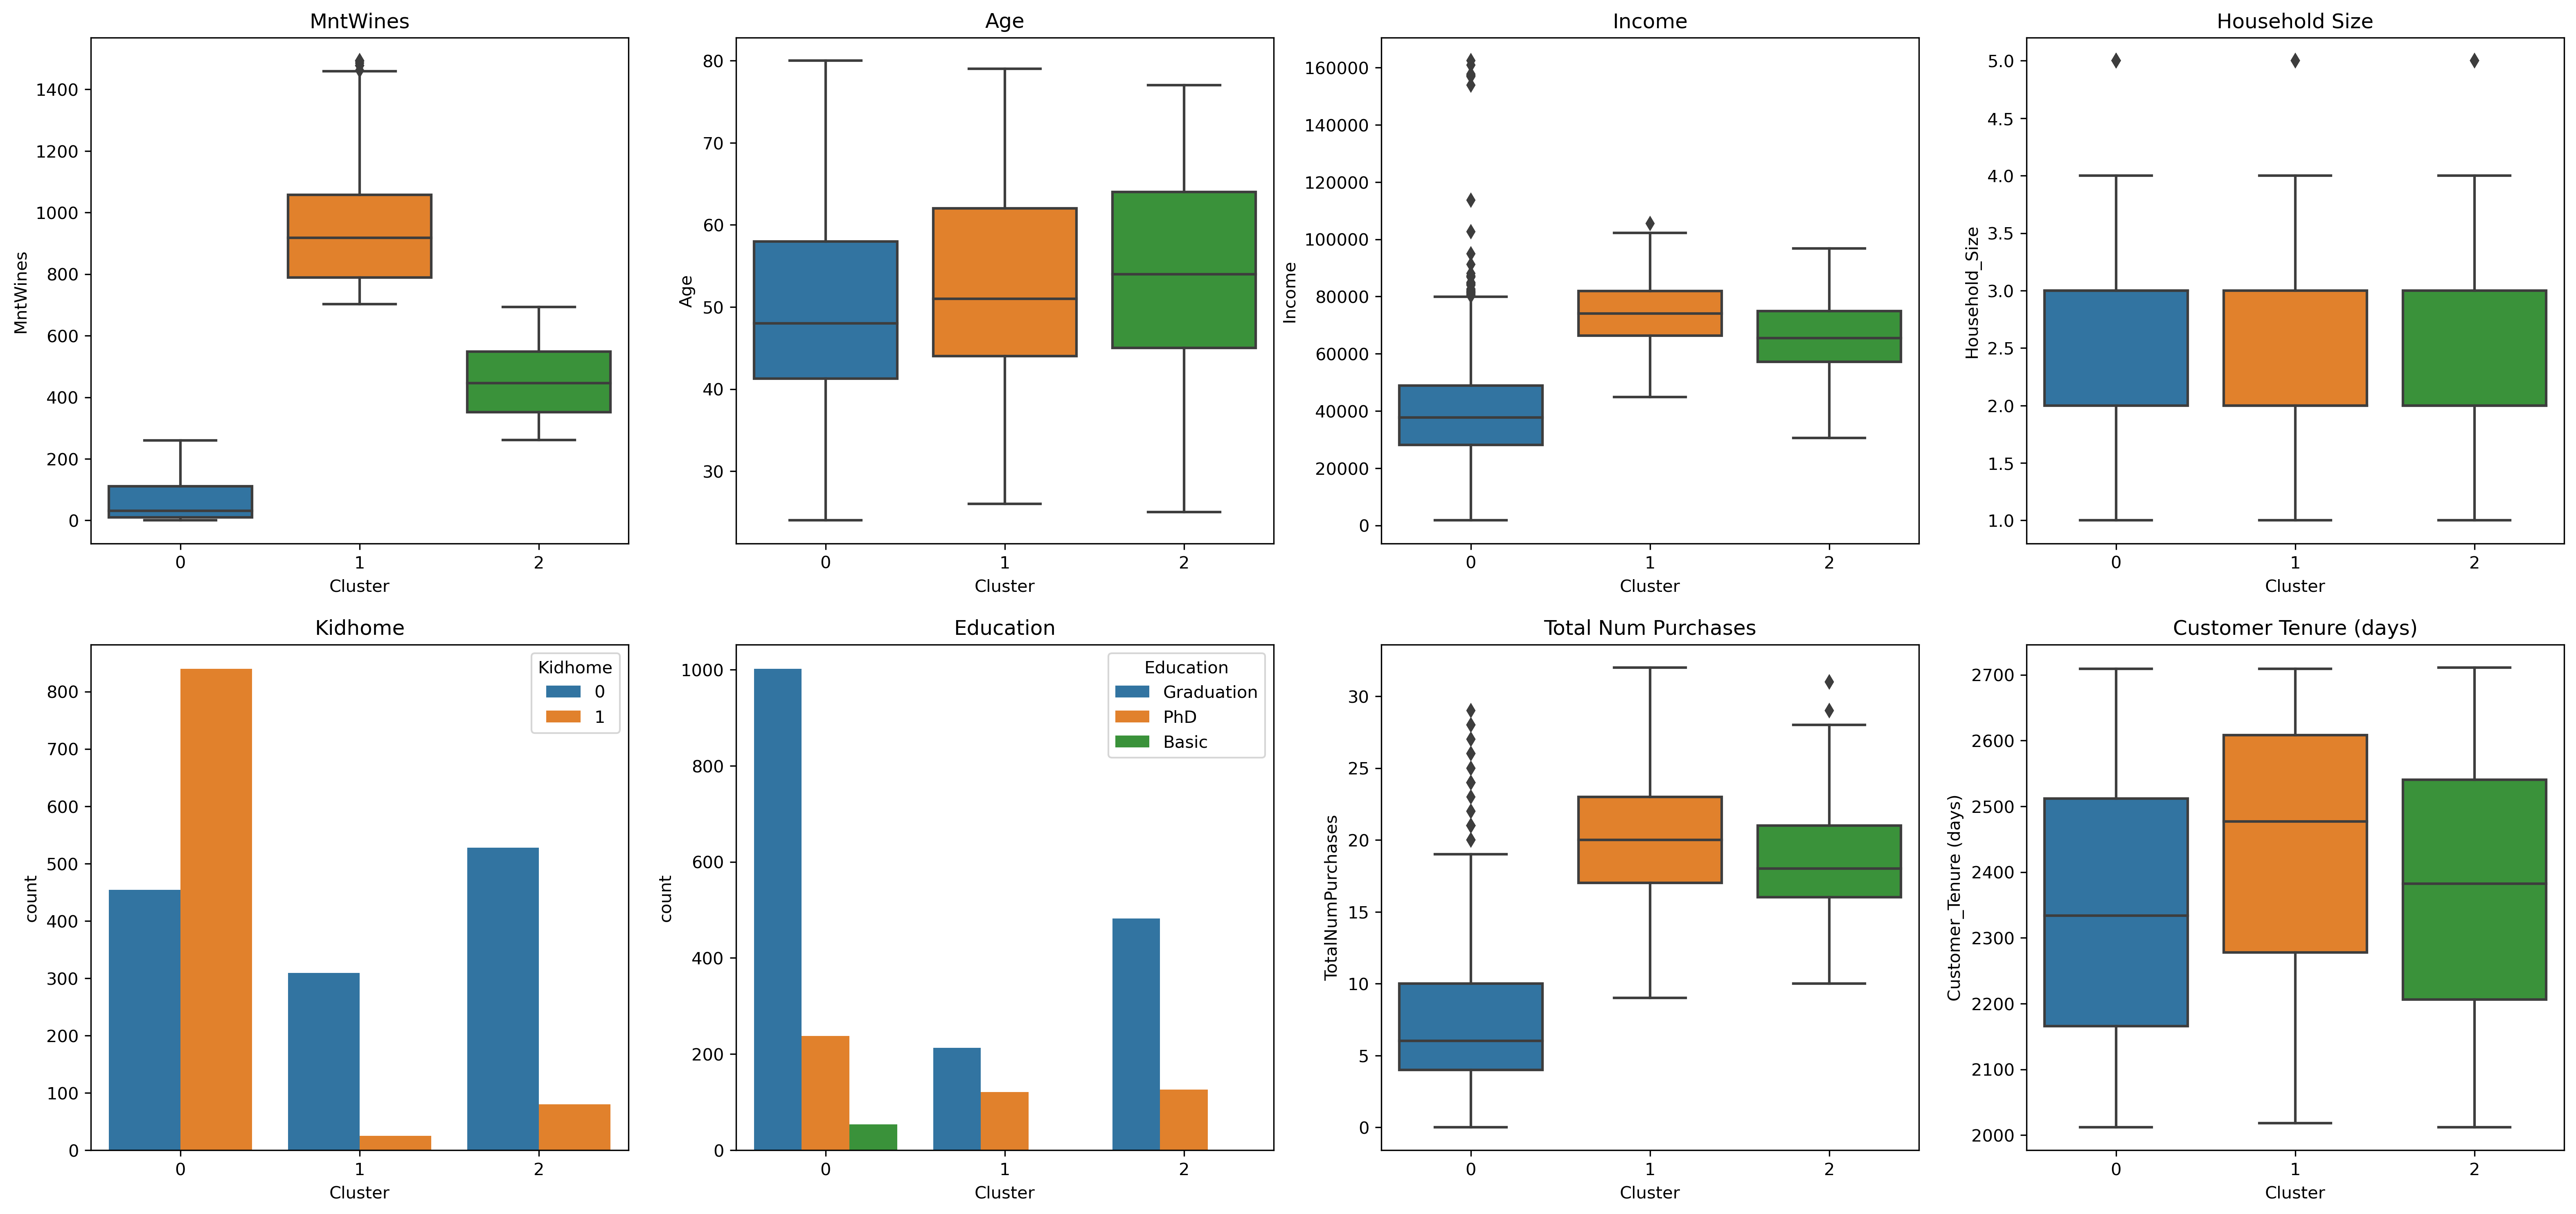 MntWines
1400
1200
1000
800
600
400
200
0
MntWines
0 1 2
Cluster
Age
80
70
60
50
40
30
Age
0 1 2
Cluster
Income
160000
140000
120000
100000
80000
60000
40000
20000
0
Income
0 1 2
Cluster
Household Size
5.0
4.5
4.0
3.5
3.0
2.5
2.0
1.5
1.0
Household_Size
0 1 2
Cluster
Kidhome
800
700
600
500
400
300
200
100
0
count
Kidhome
0
1
0 1 2
Cluster
Education
1000
800
600
400
200
0
count
Education
Graduation
PhD
Basic
0 1 2
Cluster
Total Num Purchases
30
25
20
15
10
5
0
TotalNumPurchases
0 1 2
Cluster
Customer Tenure (days)
2700
2600
2500
2400
2300
2200
2100
2000
Customer_Tenure (days)
0 1 2
Cluster